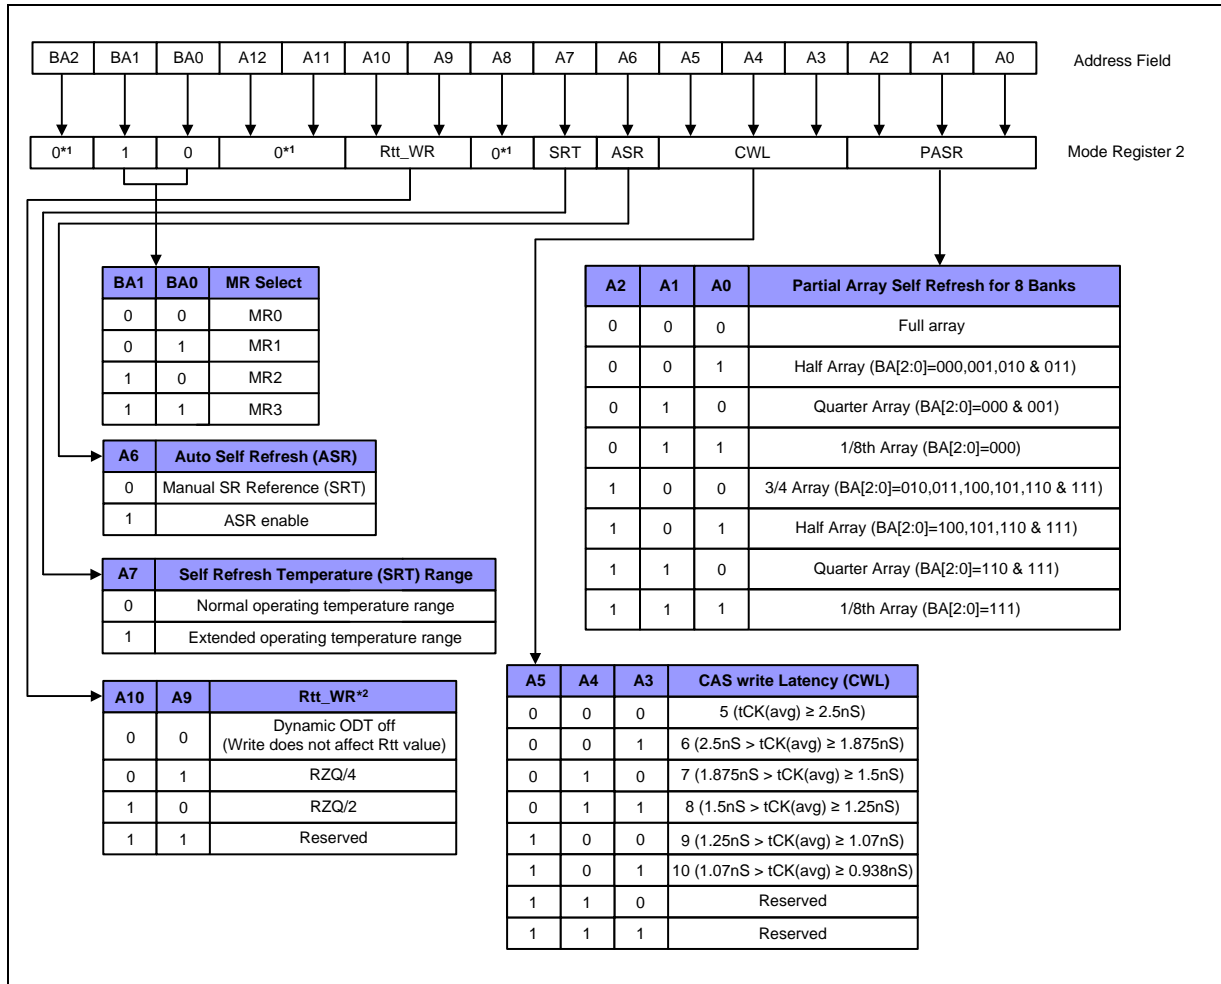 BA2 BA1 BA0 A12 A11 A10 A9 A8 A7 A6 A5 A4 A3 A2 A1 A0 Address Field
0*1 1 0 0*1 Rtt_WR 0*1 SRT ASR CWL PASR Mode Register 2
BA1 BA0 MR Select
0 0 MR0
0 1 MR1
1 0 MR2
1 1 MR3
A6 Auto Self Refresh (ASR)
0 Manual SR Reference (SRT)
1 ASR enable
A7 Self Refresh Temperature (SRT) Range
0 Normal operating temperature range
1 Extended operating temperature range
A10 A9 Rtt_WR*2
0 0 Dynamic ODT off
(Write does not affect Rtt value)
0 1 RZQ/4
1 0 RZQ/2
1 1 Reserved
A2 A1 A0 Partial Array Self Refresh for 8 Banks
0 0 0 Full array
0 0 1 Half Array (BA[2:0]=000,001,010 & 011)
0 1 0 Quarter Array (BA[2:0]=000 & 001)
0 1 1 1/8th Array (BA[2:0]=000)
1 0 0 3/4 Array (BA[2:0]=010,011,100,101,110 & 111)
1 0 1 Half Array (BA[2:0]=100,101,110 & 111)
1 1 0 Quarter Array (BA[2:0]=110 & 111)
1 1 1 1/8th Array (BA[2:0]=111)
A5 A4 A3 CAS write Latency (CWL)
0 0 0 5 (tCK(avg) ≥ 2.5nS)
0 0 1 6 (2.5nS > tCK(avg) ≥ 1.875nS)
0 1 0 7 (1.875nS > tCK(avg) ≥ 1.5nS)
0 1 1 8 (1.5nS > tCK(avg) ≥ 1.25nS)
1 0 0 9 (1.25nS > tCK(avg) ≥ 1.07nS)
1 0 1 10 (1.07nS > tCK(avg) ≥ 0.938nS)
1 1 0 Reserved
1 1 1 Reserved